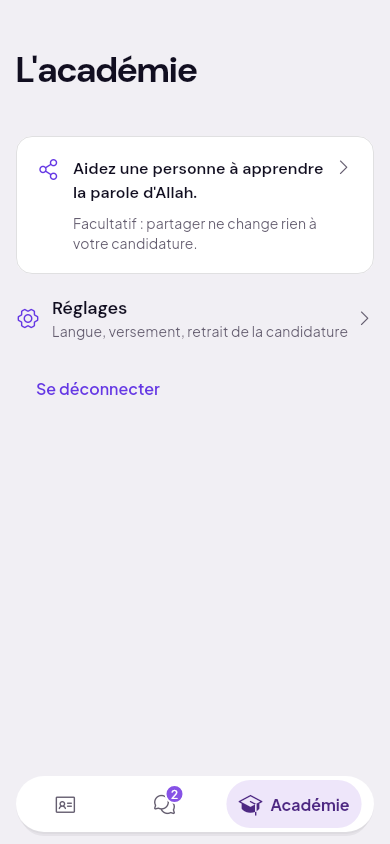 L'académie
Aidez une personne à apprendre
la parole d'Allah.
Facultatif : partager ne change rien à
votre candidature.
Réglages
Langue, versement, retrait de la candidature
Se déconnecter
2
Académie